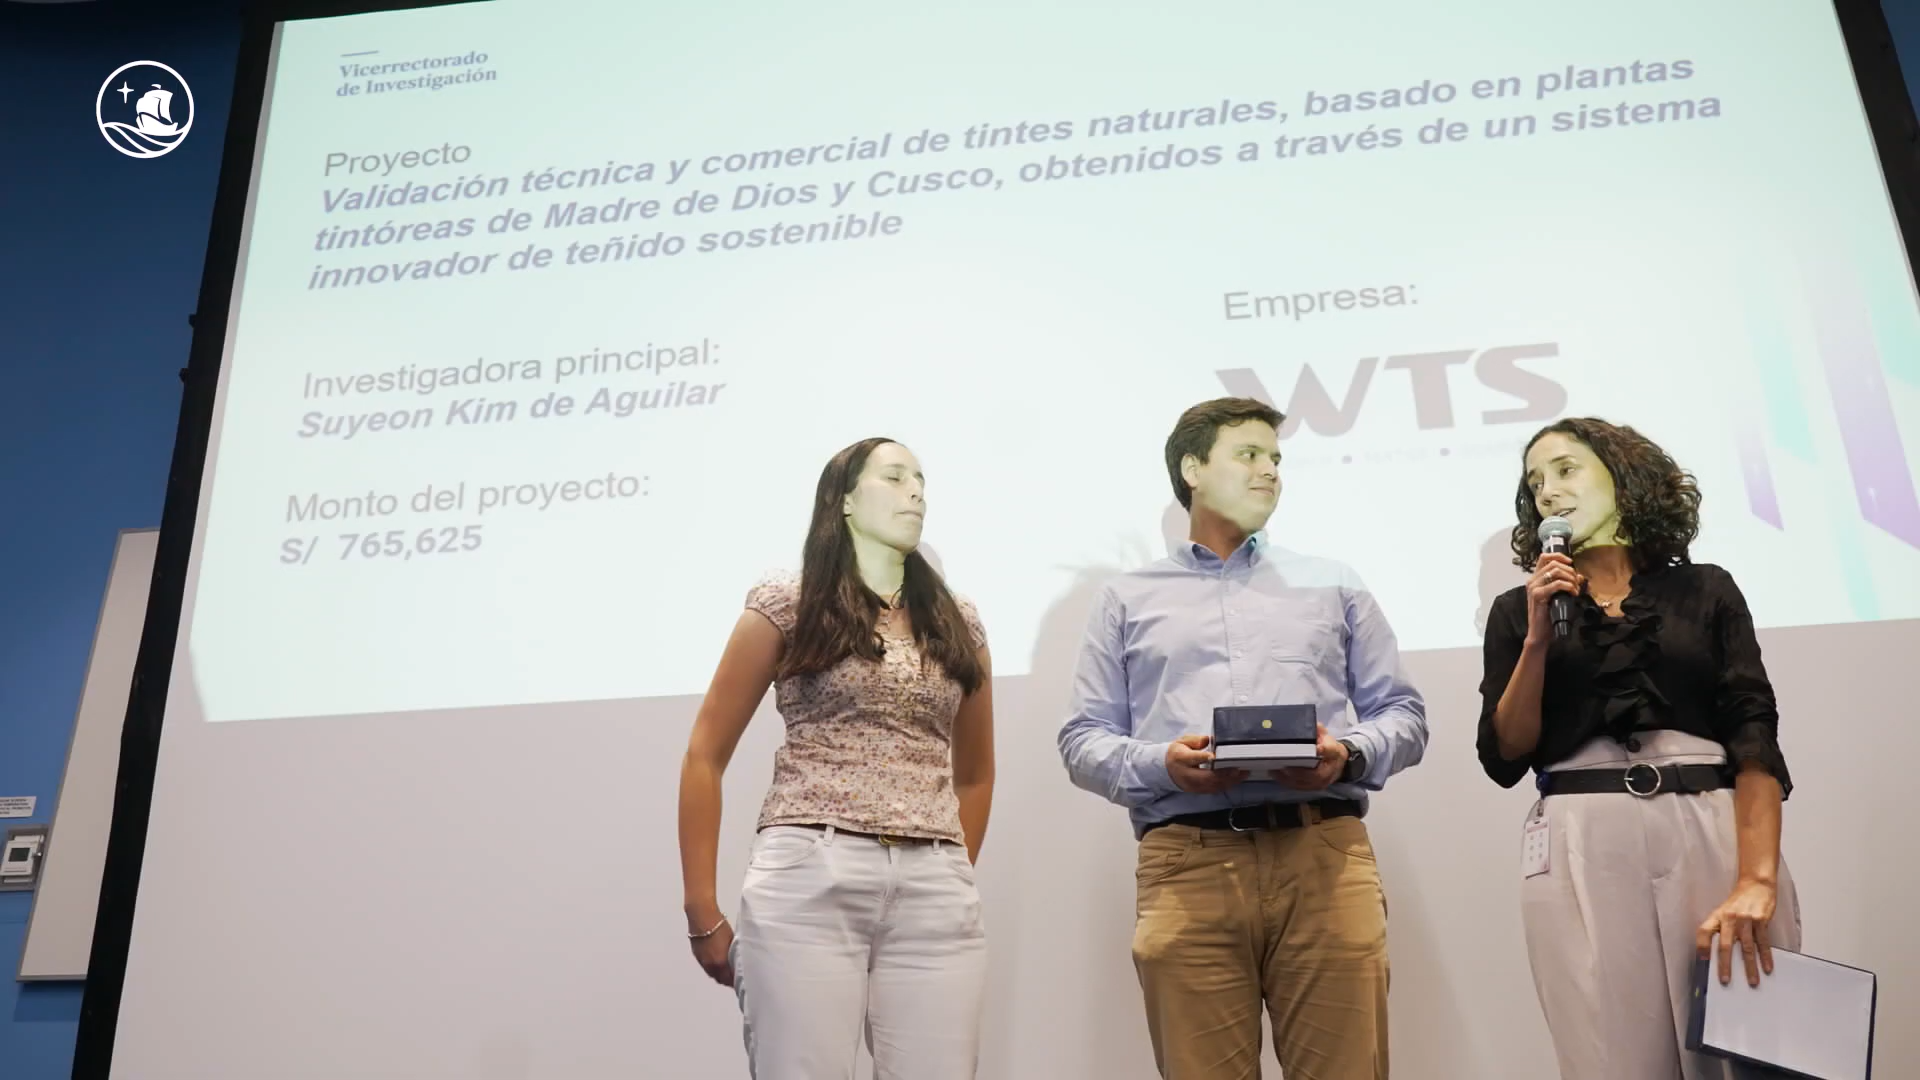 Vicerrectorado
de Investigación
Proyecto
Validación técnica y comercial de tintes naturales, basado en plantas
tintóreas de Madre de Dios y Cusco, obtenidos a través de un sistema
innovador de teñido sostenible
Investigadora principal:
Suyeon Kim de Aguilar
Monto del proyecto:
S/ 765,625
Empresa:
WTS